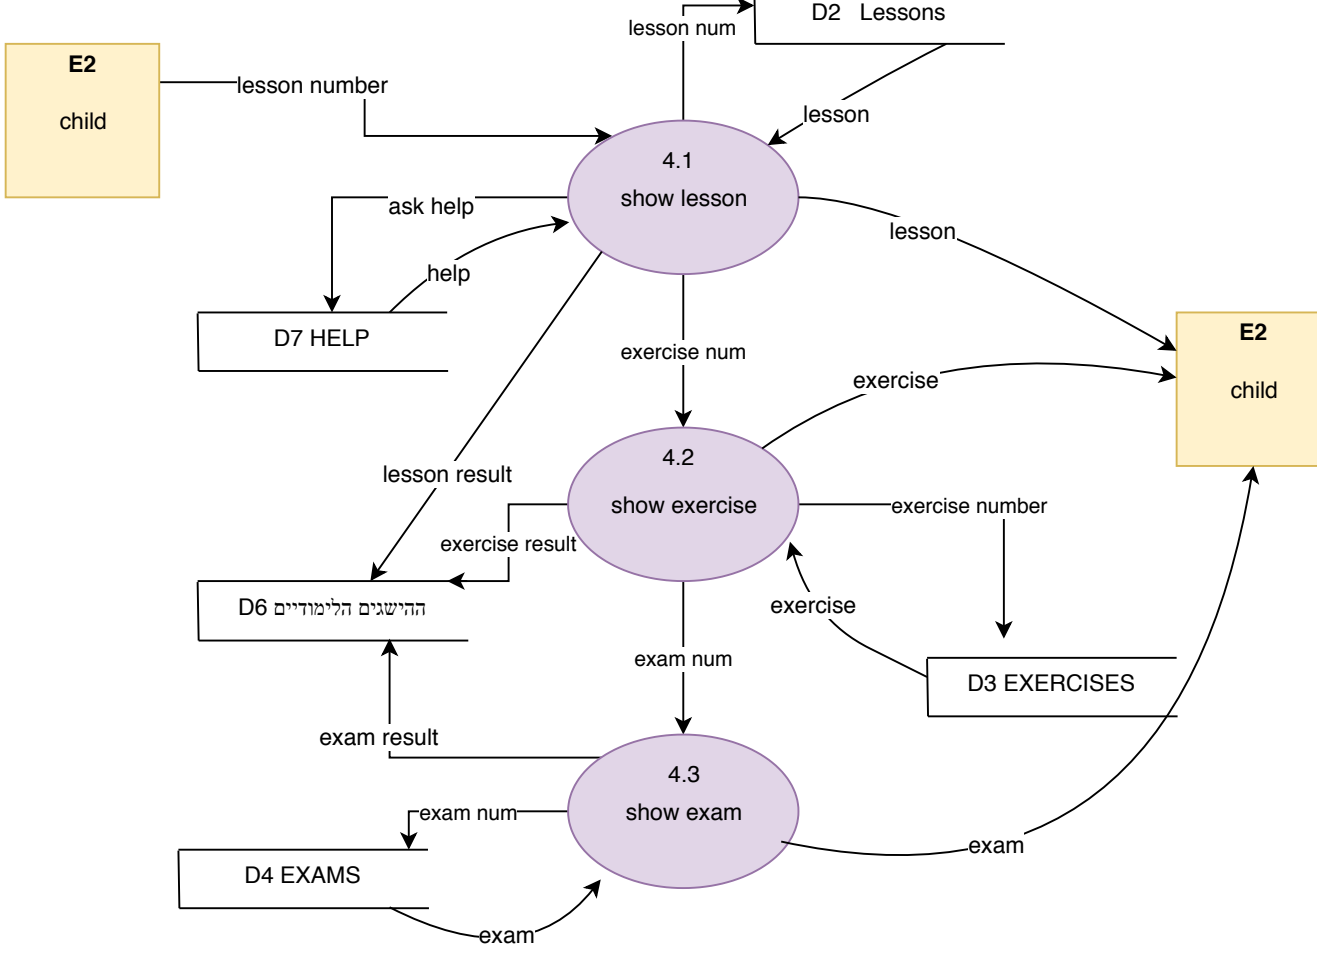 D2 Lessons
lesson num
E2
child
lesson number
lesson
4.1
show lesson
ask help
lesson
help
D7 HELP
E2
child
exercise num
exercise
4.2
show exercise
lesson result
exercise number
exercise result
D6 ההישגים הלימודיים
exercise
exam num
D3 EXERCISES
exam result
4.3
show exam
exam num
exam
D4 EXAMS
exam